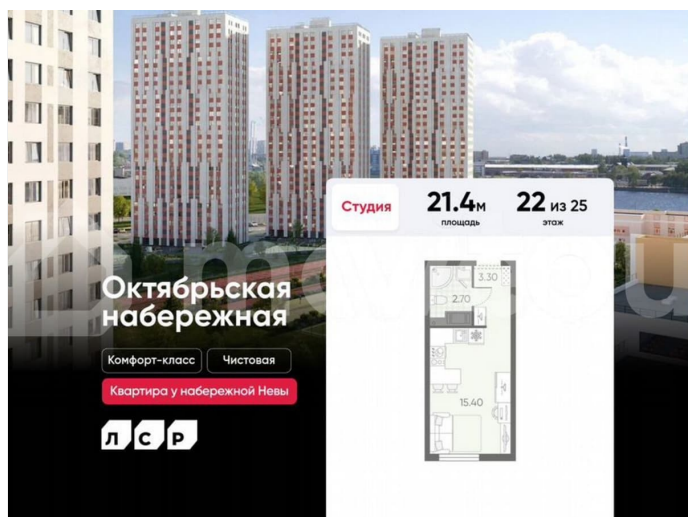 Студия
21.4м
площадь
22 из 25
этаж
3.30
2.70
15.40
Октябрьская
набережная
Комфорт-класс
Чистовая
Квартира у набережной Невы
ЛСР